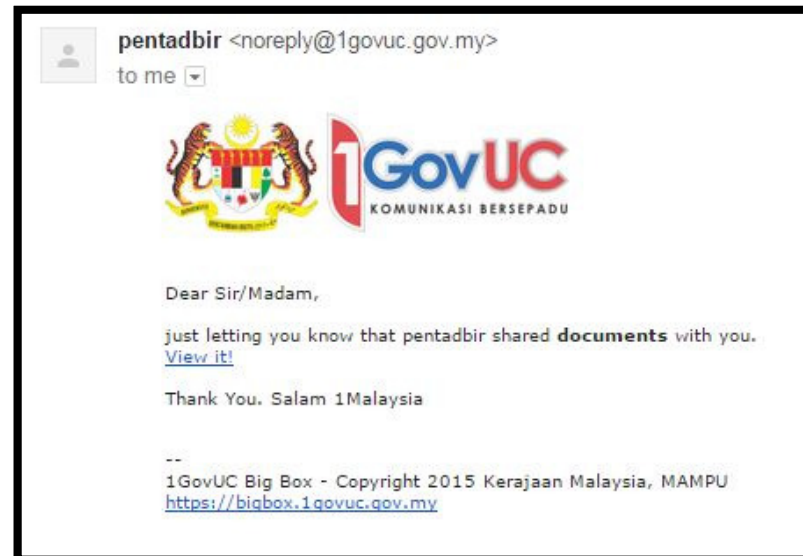 pentadbir <noreply@1govuc.gov.my>
to me
1GovUC
KOMUNIKASI BERSEPADU
Dear Sir/Madam,
just letting you know that pentadbir shared documents with you.
View it!
Thank You. Salam 1Malaysia
--
1GovUC Big Box - Copyright 2015 Kerajaan Malaysia, MAMPU
https://bigbox.1govuc.gov.my